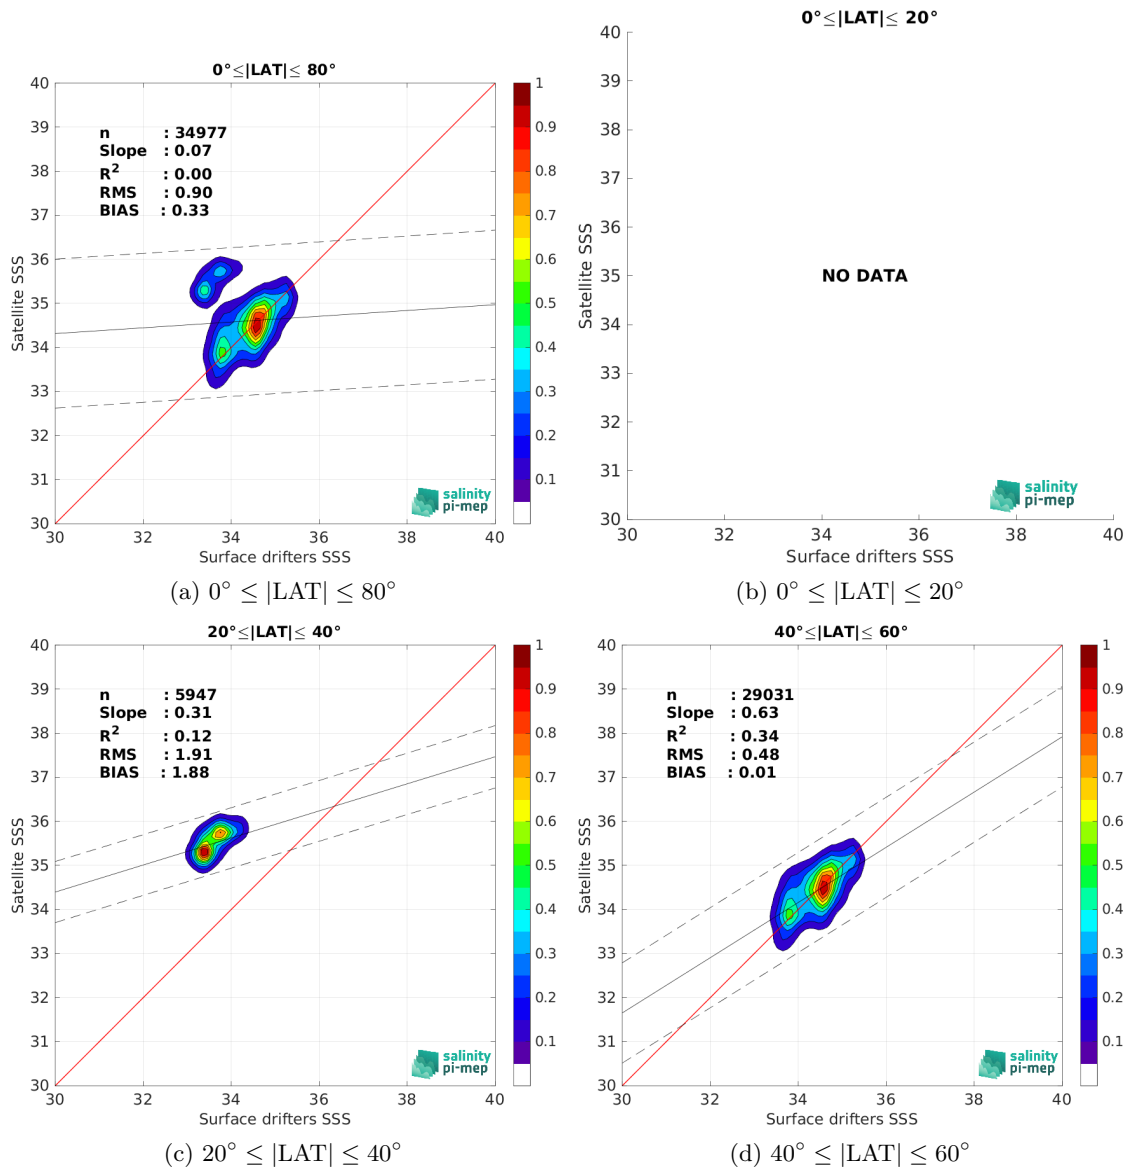 0°≤|LAT|≤ 80°
n : 34977
Slope : 0.07
R² : 0.00
RMS : 0.90
BIAS : 0.33
Satellite SSS
40
39
38
37
36
35
34
33
32
31
30
30 32 34 36 38 40
Surface drifters SSS
1
0.9
0.8
0.7
0.6
0.5
0.4
0.3
0.2
0.1
salinity
pi-mep
(a) 0° ≤ |LAT| ≤ 80°
0°≤|LAT|≤ 20°
Satellite SSS
40
39
38
37
36
35
34
33
32
31
30
NO DATA
30 32 34 36 38 40
Surface drifters SSS
salinity
pi-mep
(b) 0° ≤ |LAT| ≤ 20°
20°≤|LAT|≤ 40°
n : 5947
Slope : 0.31
R² : 0.12
RMS : 1.91
BIAS : 1.88
Satellite SSS
40
39
38
37
36
35
34
33
32
31
30
30 32 34 36 38 40
Surface drifters SSS
1
0.9
0.8
0.7
0.6
0.5
0.4
0.3
0.2
0.1
salinity
pi-mep
(c) 20° ≤ |LAT| ≤ 40°
40°≤|LAT|≤ 60°
n : 29031
Slope : 0.63
R² : 0.34
RMS : 0.48
BIAS : 0.01
Satellite SSS
40
39
38
37
36
35
34
33
32
31
30
30 32 34 36 38 40
Surface drifters SSS
1
0.9
0.8
0.7
0.6
0.5
0.4
0.3
0.2
0.1
salinity
pi-mep
(d) 40° ≤ |LAT| ≤ 60°